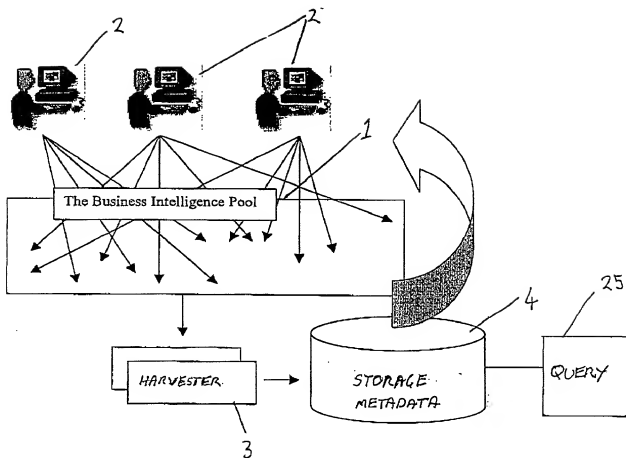 2
2
1
The Business Intelligence Pool
4
25
HARVESTER
STORAGE
METADATA
QUERY
3